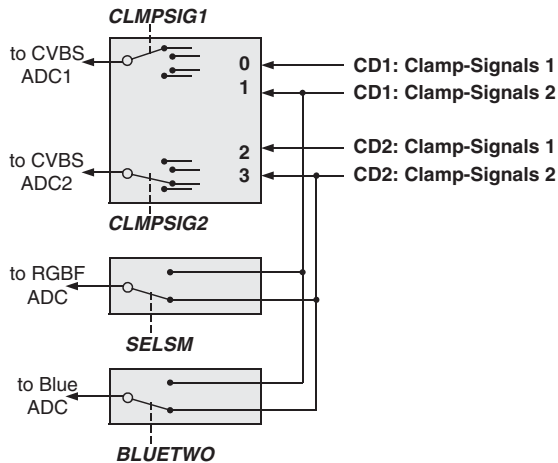 CLMPSIG1
to CVBS
ADC1
0
CD1: Clamp-Signals 1
1
CD1: Clamp-Signals 2
to CVBS
ADC2
2
CD2: Clamp-Signals 1
3
CD2: Clamp-Signals 2
CLMPSIG2
to RGBF
ADC
SELSM
to Blue
ADC
BLUETWO